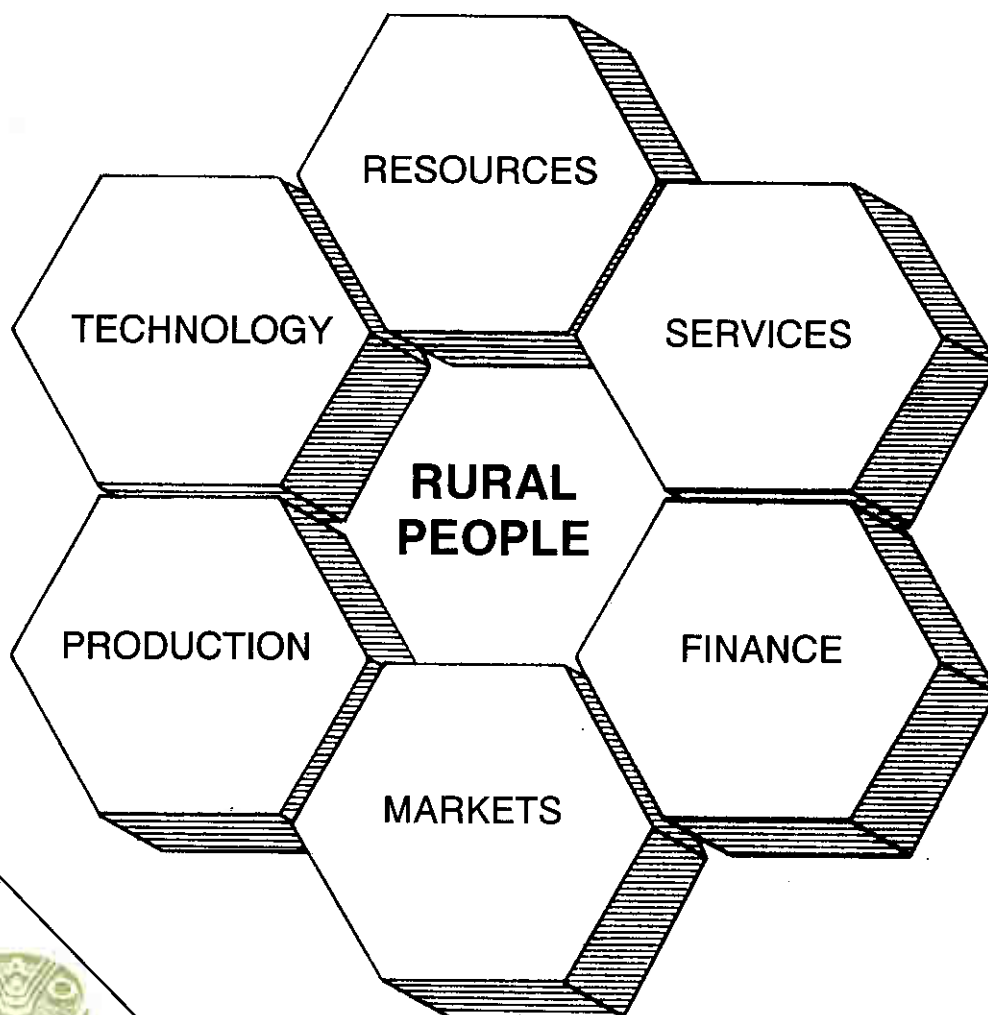 RESOURCES
TECHNOLOGY
SERVICES
RURAL
PEOPLE
PRODUCTION
FINANCE
MARKETS